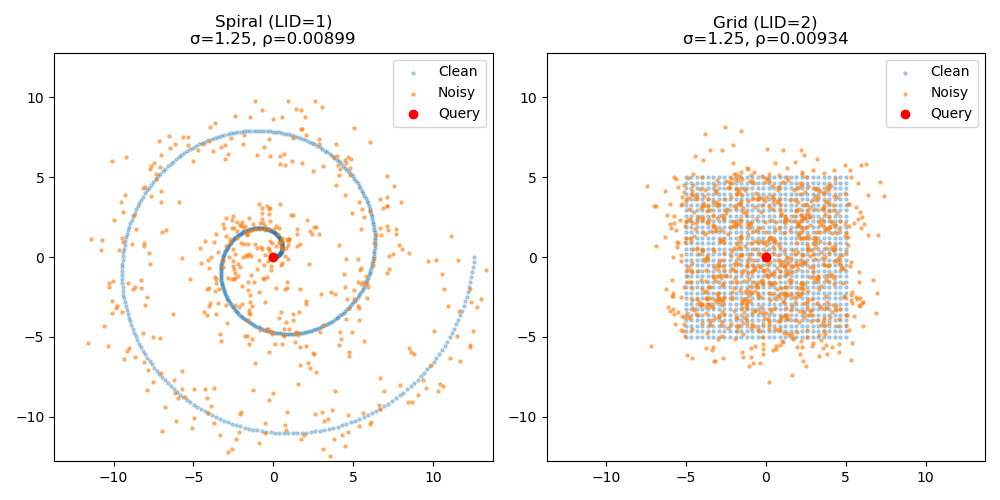 Spiral (LID=1)
σ=1.25, ρ=0.00899
Clean
Noisy
Query
10
5
0
−5
−10
−10
−5
0
5
10
Grid (LID=2)
σ=1.25, ρ=0.00934
Clean
Noisy
Query
10
5
0
−5
−10
−10
−5
0
5
10